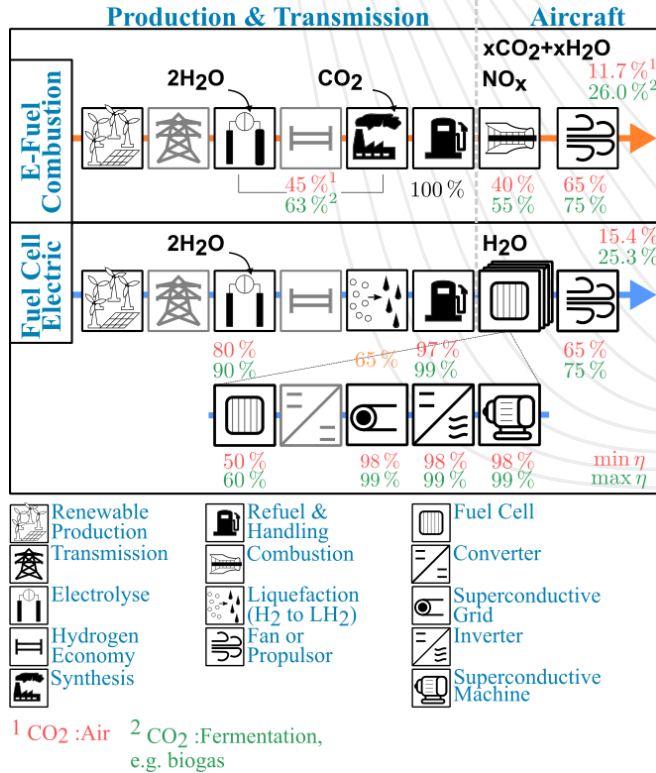 Production & Transmission
Aircraft
E-Fuel
Combustion
2H₂O
CO₂
xCO₂+xH₂O
NOₓ
11.7 %¹
26.0 %²
45 %¹
63 %²
100 %
40 %
55 %
65 %
75 %
Fuel Cell
Electric
2H₂O
H₂O
15.4 %
25.3 %
80 %
90 %
65 %
97 %
99 %
65 %
75 %
50 %
60 %
98 %
99 %
98 %
99 %
98 %
99 %
min η
max η
Renewable
Production
Transmission
Electrolyse
Hydrogen
Economy
Synthesis
Refuel &
Handling
Combustion
Liquefaction
(H₂ to LH₂)
Fan or
Propulsor
Fuel Cell
Converter
Superconductive
Grid
Inverter
Superconductive
Machine
¹ CO₂ :Air
² CO₂ :Fermentation,
e.g. biogas